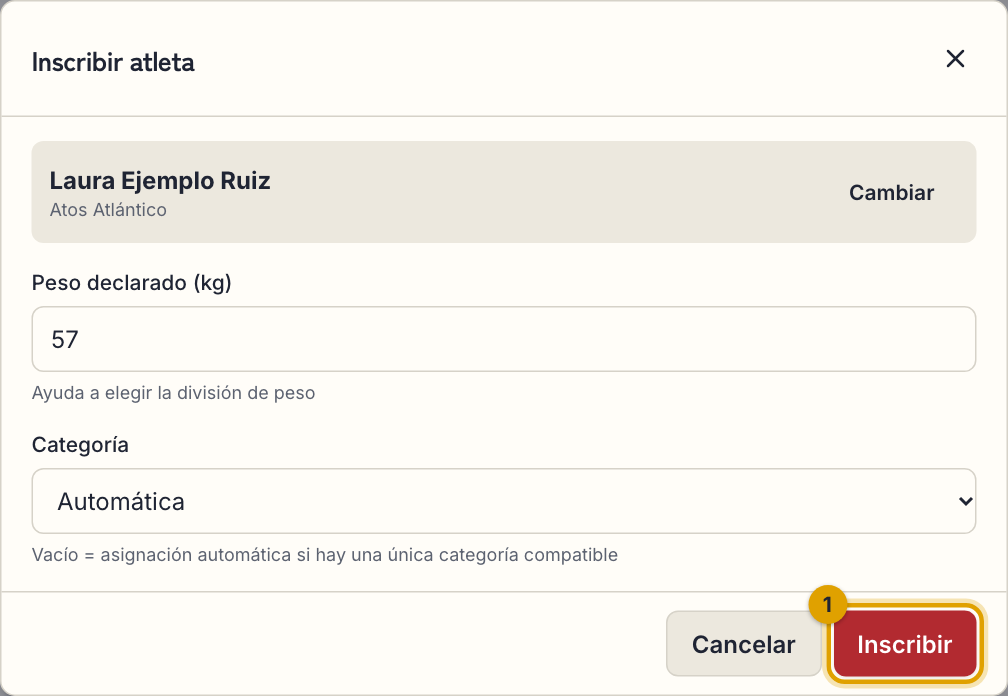 Inscribir atleta
Laura Ejemplo Ruiz
Atos Atlántico
Cambiar
Peso declarado (kg)
57
Ayuda a elegir la división de peso
Categoría
Automática
Vacío = asignación automática si hay una única categoría compatible
1
Cancelar
Inscribir